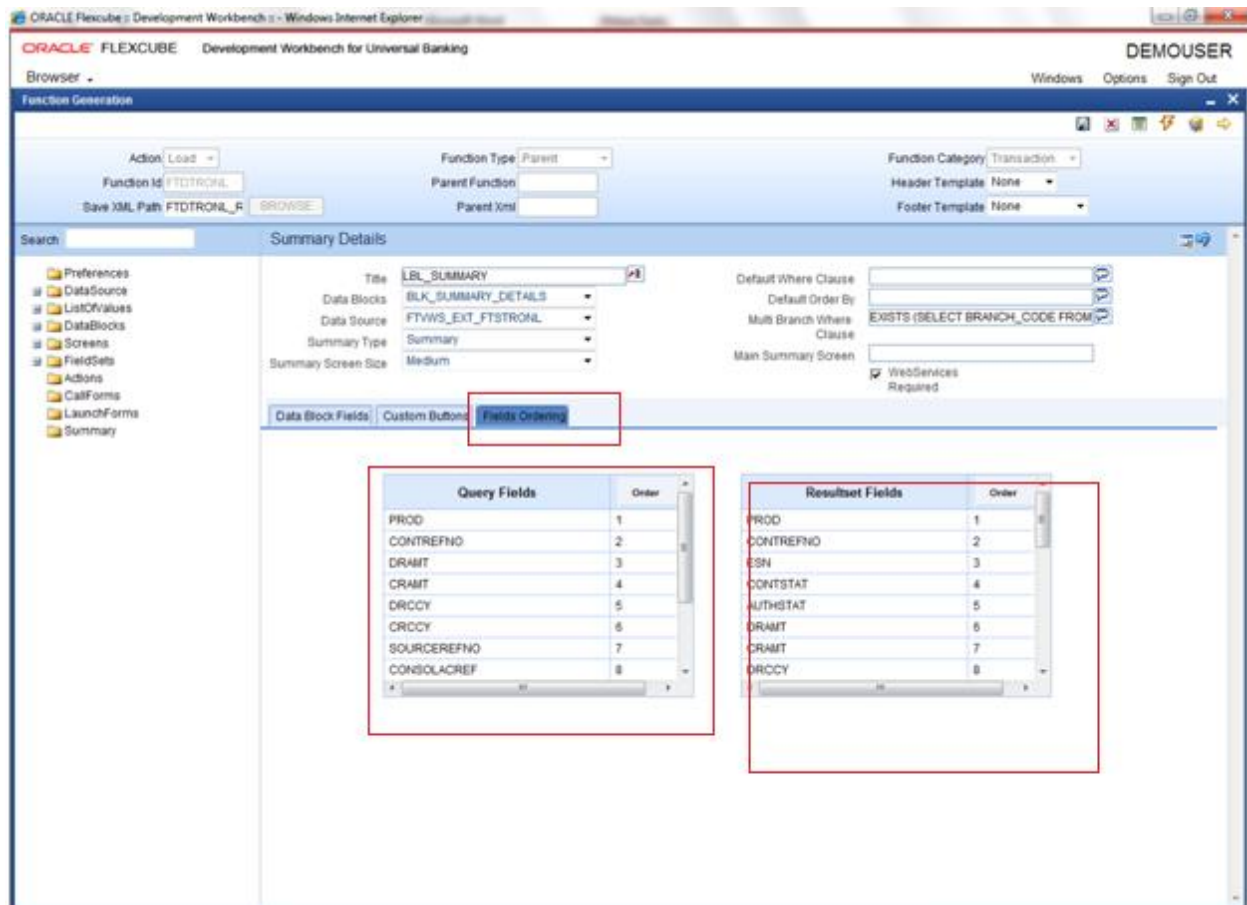 ORACLE Flexcube :: Development Workbench :: - Windows Internet Explorer
ORACLE FLEXCUBE Development Workbench for Universal Banking DEMOUSER
Browser Windows Options Sign Out
Function Generation
Action Load Function Type Parent Function Category Transaction
Function Id FTDTRONL Parent Function Header Template None
Save XML Path FTDTRONL_R BROWSE Parent Xml Footer Template None
Search Summary Details
Preferences
DataSource
ListOfValues
DataBlocks
Screens
FieldSets
Actions
CallForms
LaunchForms
Summary
Title LBL_SUMMARY
Data Blocks BLK_SUMMARY_DETAILS
Data Source FTVWS_EXT_FTSTRONL
Summary Type Summary
Summary Screen Size Medium
Default Where Clause
Default Order By
Multi Branch Where Clause EXISTS (SELECT BRANCH_CODE FROM
Main Summary Screen
WebServices Required
Data Block Fields Custom Buttons Fields Ordering
Query Fields Order
PROD 1
CONTREFNO 2
DRAMT 3
CRAMT 4
DRCCY 5
CRCCY 6
SOURCEREFNO 7
CONSOLACREF 8
Resultset Fields Order
PROD 1
CONTREFNO 2
ESN 3
CONTSTAT 4
AUTHSTAT 5
DRAMT 6
CRAMT 7
DRCCY 8